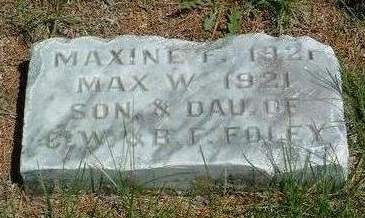 MAXINE F. 1921
MAX W. 1921
SON. & DAU. OF
C. W. & B. F. FOLEY